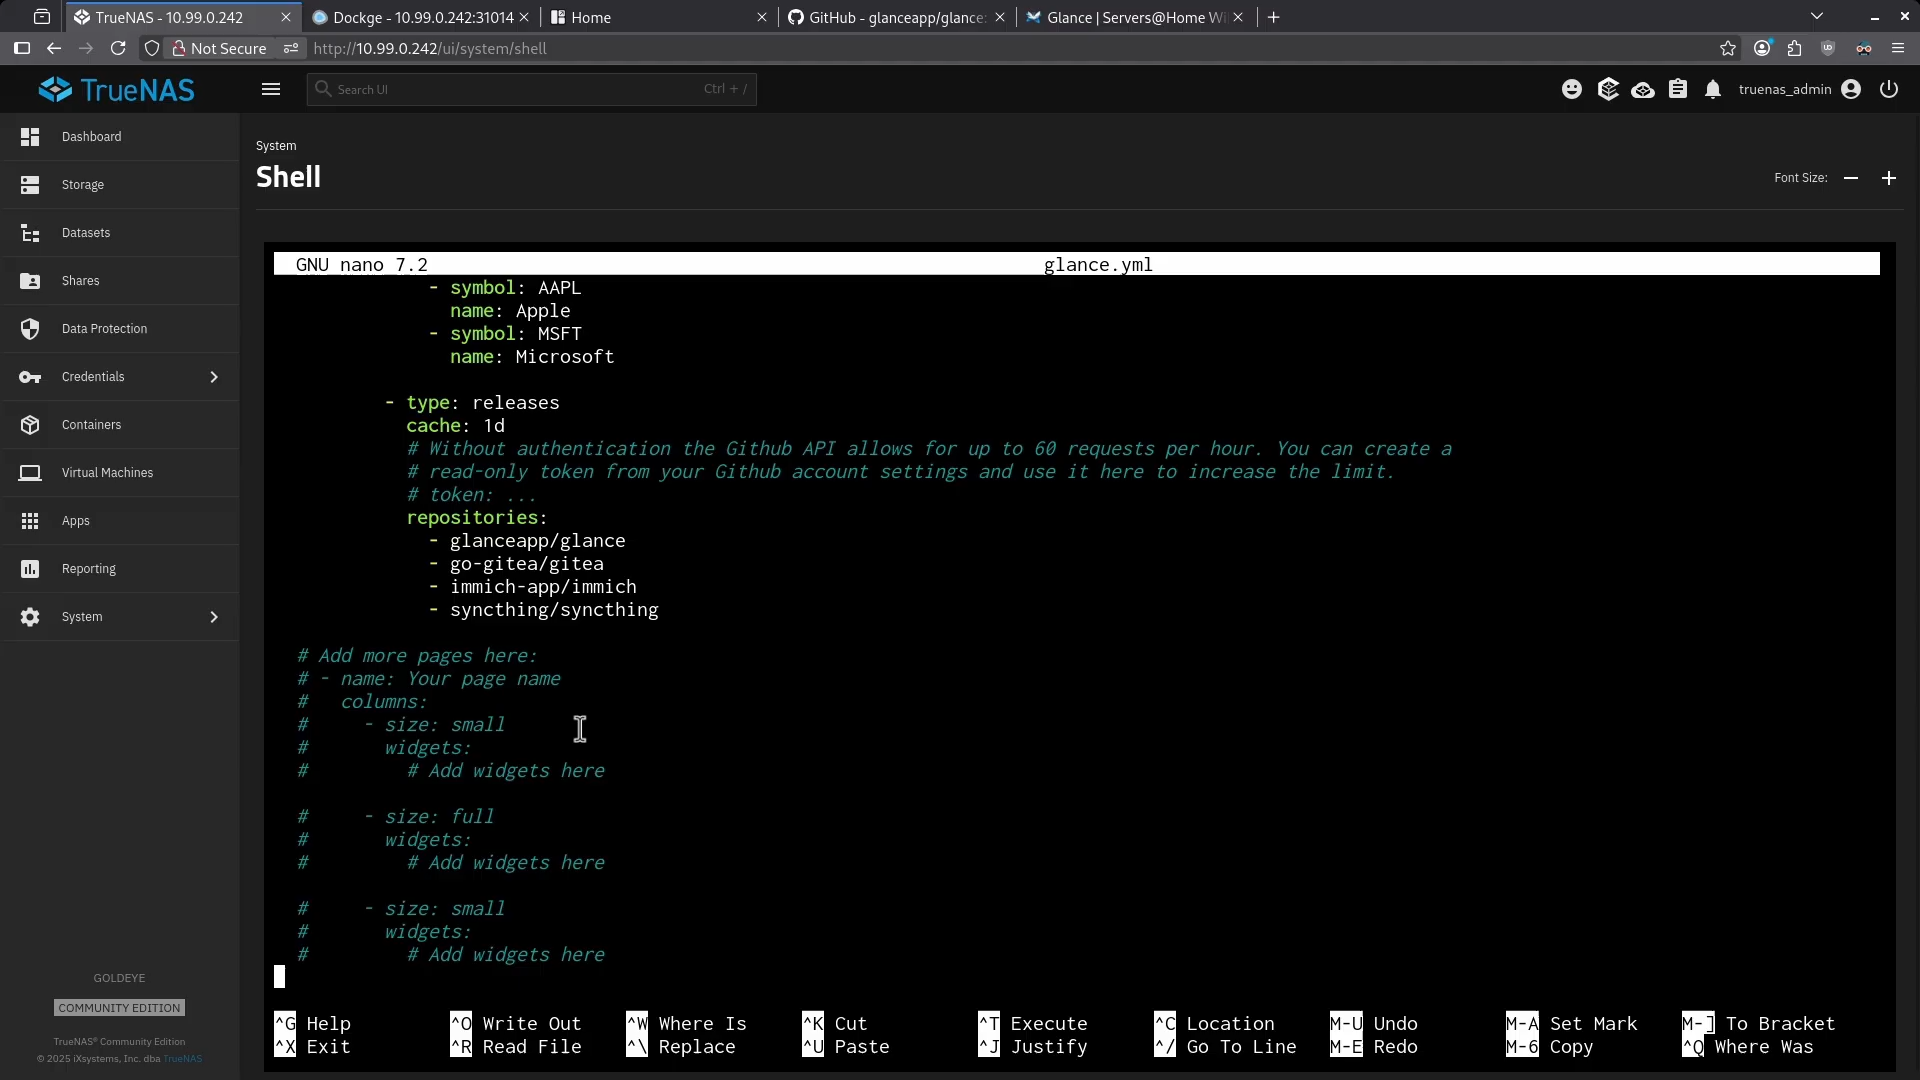 TrueNAS - 10.99.0.242
Dockge - 10.99.0.242:31014
Home
GitHub - glanceapp/glance:
Glance | Servers@Home Wi
Not Secure
http://10.99.0.242/ui/system/shell
TrueNAS
Search UI
Ctrl + /
truenas_admin
Dashboard
Storage
Datasets
Shares
Data Protection
Credentials
Containers
Virtual Machines
Apps
Reporting
System
GOLDEYE
COMMUNITY EDITION
TrueNAS® Community Edition
© 2025 iXsystems, Inc. dba TrueNAS
System
Shell
Font Size:
GNU nano 7.2 glance.yml
- symbol: AAPL
name: Apple
- symbol: MSFT
name: Microsoft
- type: releases
cache: 1d
# Without authentication the Github API allows for up to 60 requests per hour. You can create a
# read-only token from your Github account settings and use it here to increase the limit.
# token: ...
repositories:
- glanceapp/glance
- go-gitea/gitea
- immich-app/immich
- syncthing/syncthing
# Add more pages here:
# - name: Your page name
#   columns:
#     - size: small
#       widgets:
#         # Add widgets here
#     - size: full
#       widgets:
#         # Add widgets here
#     - size: small
#       widgets:
#         # Add widgets here
^G Help ^O Write Out ^W Where Is ^K Cut ^T Execute ^C Location M-U Undo M-A Set Mark M-] To Bracket
^X Exit ^R Read File ^\ Replace ^U Paste ^J Justify ^/ Go To Line M-E Redo M-6 Copy ^Q Where Was